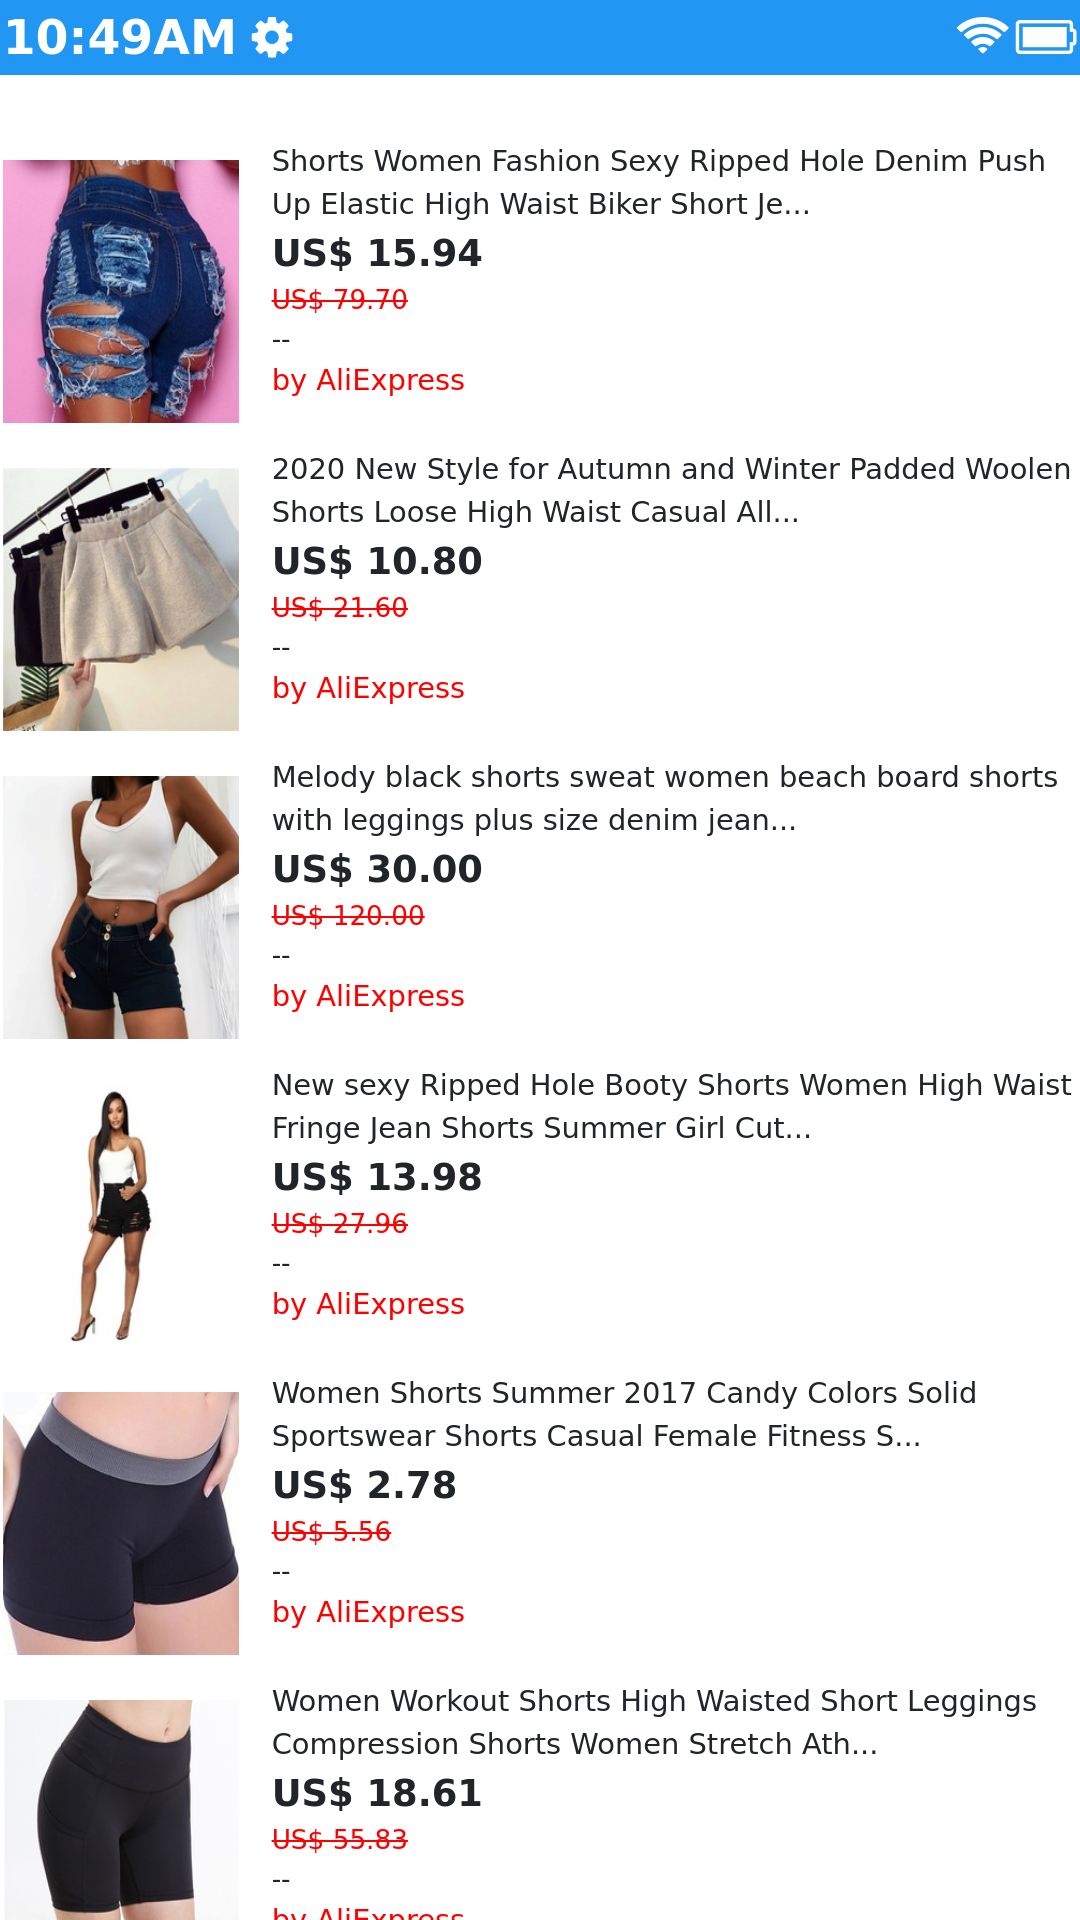 10:49AM
Shorts Women Fashion Sexy Ripped Hole Denim Push
Up Elastic High Waist Biker Short Je...
US$ 15.94
US$ 79.70
--
by AliExpress
2020 New Style for Autumn and Winter Padded Woolen
Shorts Loose High Waist Casual All...
US$ 10.80
US$ 21.60
--
by AliExpress
Melody black shorts sweat women beach board shorts
with leggings plus size denim jean...
US$ 30.00
US$ 120.00
--
by AliExpress
New sexy Ripped Hole Booty Shorts Women High Waist
Fringe Jean Shorts Summer Girl Cut...
US$ 13.98
US$ 27.96
--
by AliExpress
Women Shorts Summer 2017 Candy Colors Solid
Sportswear Shorts Casual Female Fitness S...
US$ 2.78
US$ 5.56
--
by AliExpress
Women Workout Shorts High Waisted Short Leggings
Compression Shorts Women Stretch Ath...
US$ 18.61
US$ 55.83
--
by AliExpress